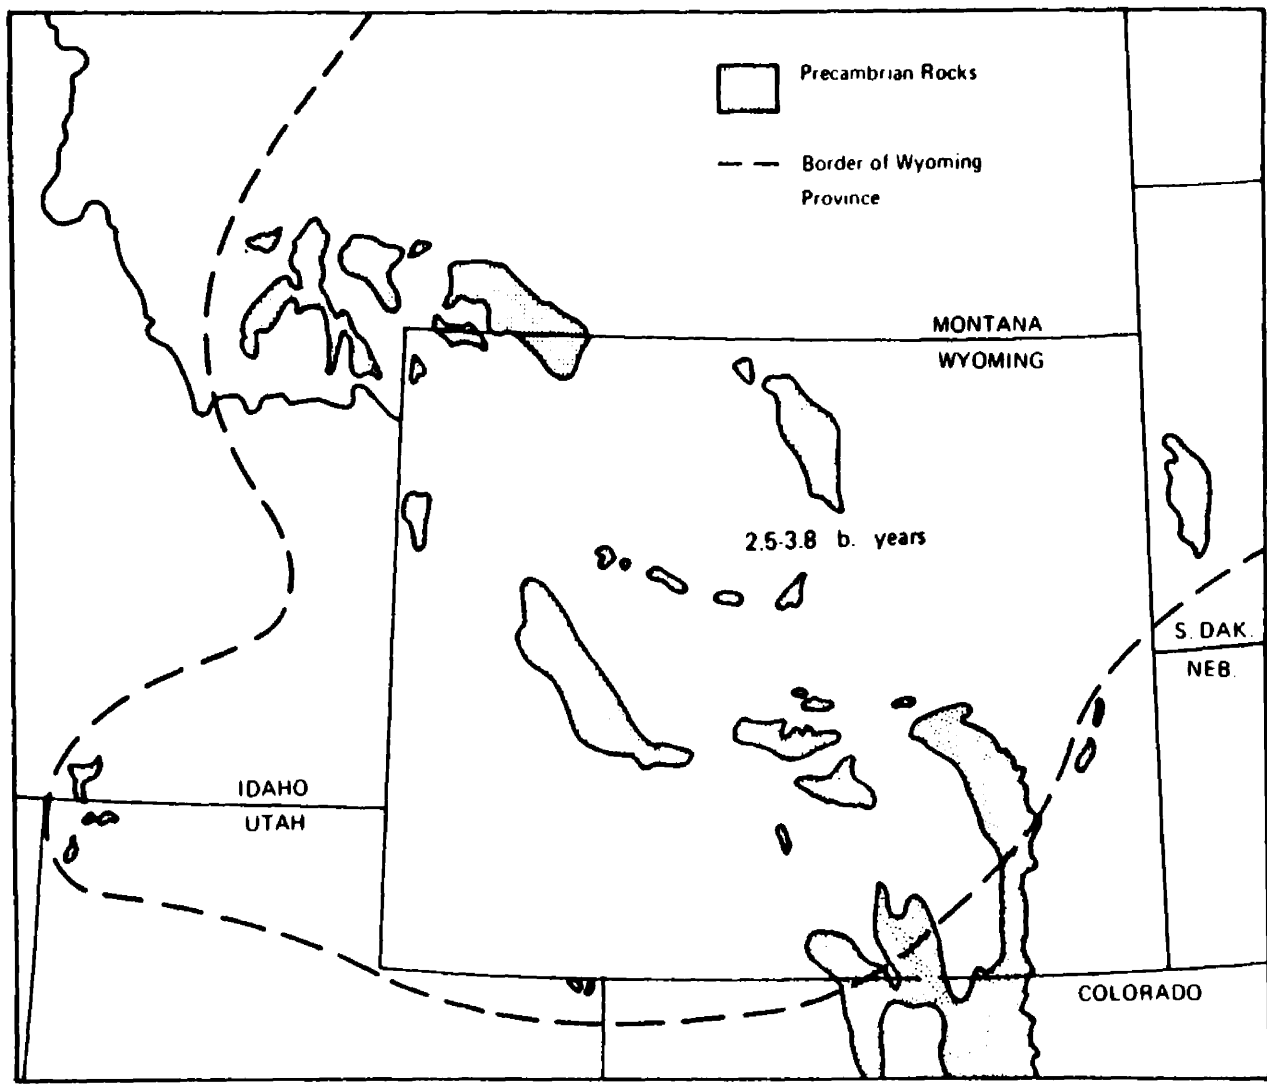 Precambrian Rocks
Border of Wyoming
Province
MONTANA
WYOMING
2.5-3.8 b. years
S. DAK.
NEB.
IDAHO
UTAH
COLORADO